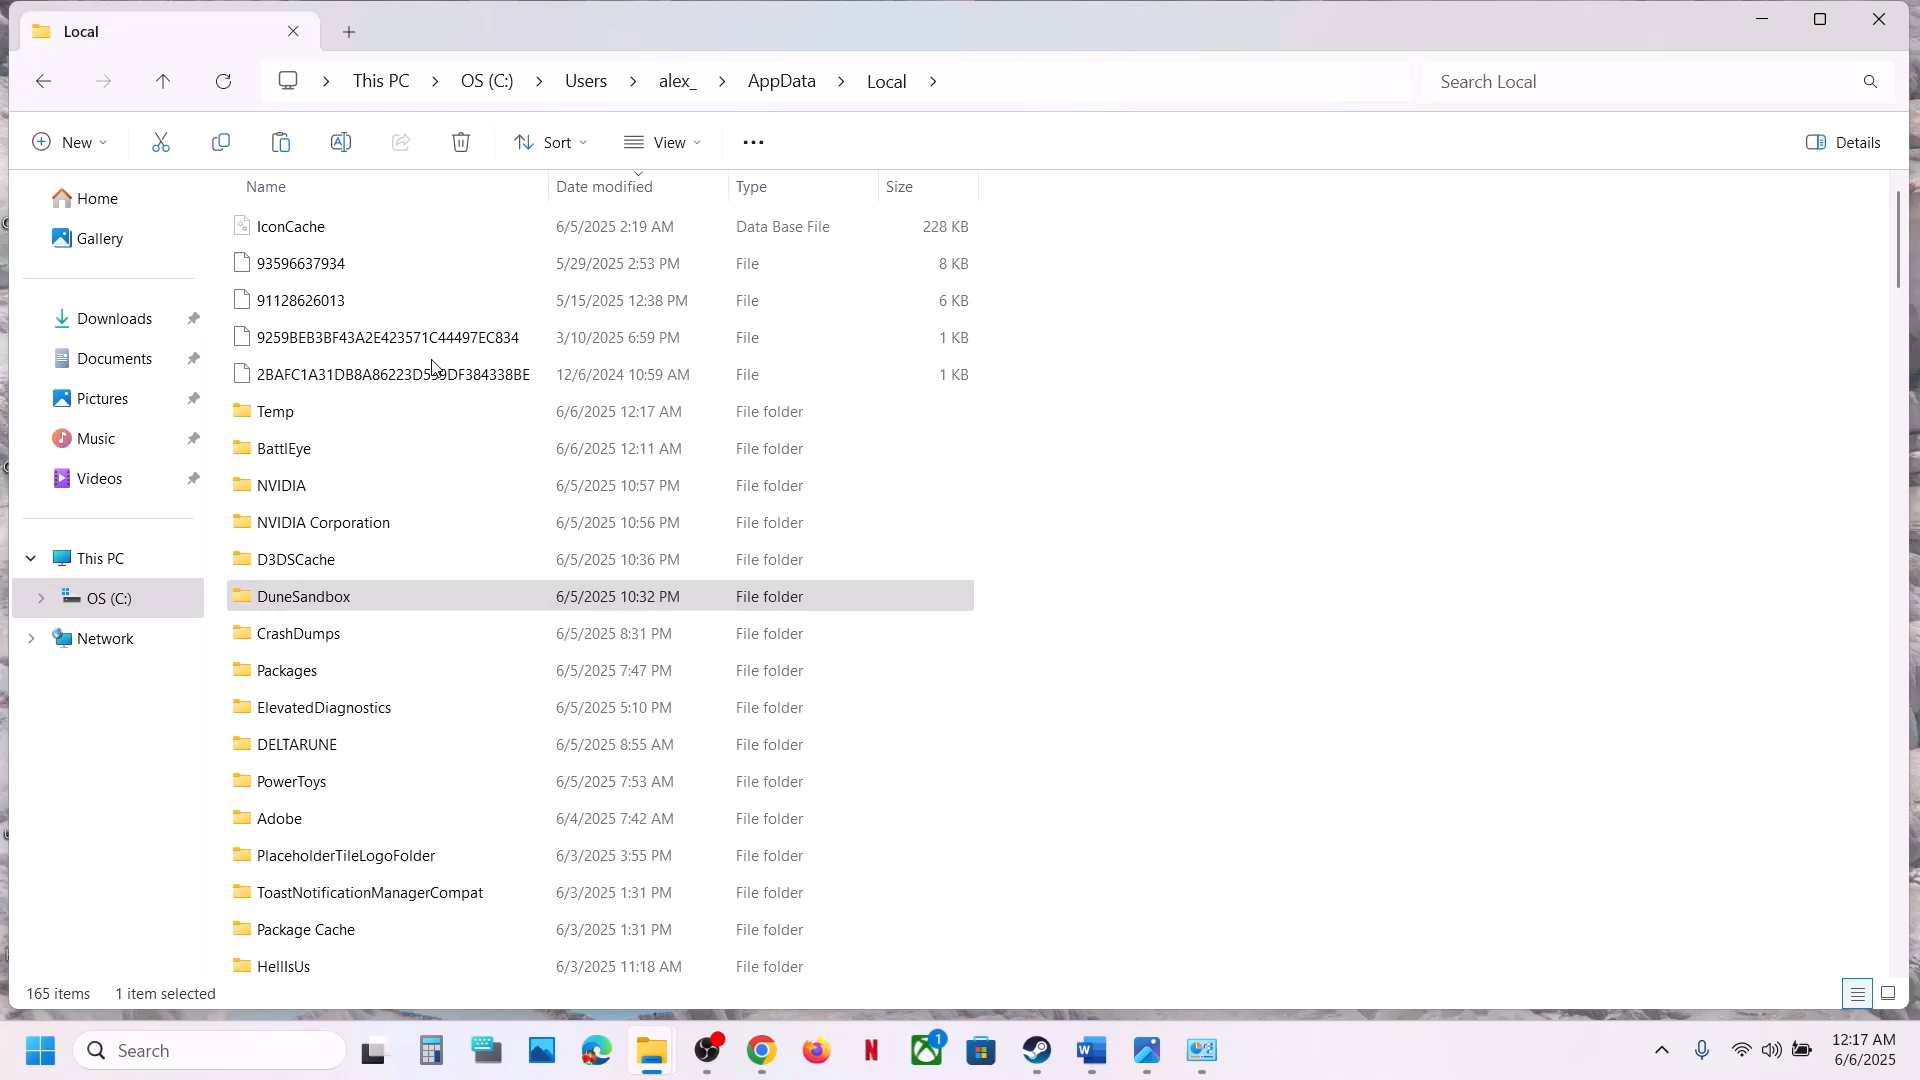 Local
This PC
OS (C:)
Users
alex_
AppData
Local
Search Local
New
Sort
View
Details
Name
Date modified
Type
Size
Home
Gallery
Downloads
Documents
Pictures
Music
Videos
This PC
OS (C:)
Network
IconCache 6/5/2025 2:19 AM Data Base File 228 KB
93596637934 5/29/2025 2:53 PM File 8 KB
91128626013 5/15/2025 12:38 PM File 6 KB
9259BEB3BF43A2E423571C44497EC834 3/10/2025 6:59 PM File 1 KB
12/6/2024 10:59 AM File 1 KB
Temp 6/6/2025 12:17 AM File folder
BattlEye 6/6/2025 12:11 AM File folder
NVIDIA 6/5/2025 10:57 PM File folder
NVIDIA Corporation 6/5/2025 10:56 PM File folder
D3DSCache 6/5/2025 10:36 PM File folder
DuneSandbox 6/5/2025 10:32 PM File folder
CrashDumps 6/5/2025 8:31 PM File folder
Packages 6/5/2025 7:47 PM File folder
ElevatedDiagnostics 6/5/2025 5:10 PM File folder
DELTARUNE 6/5/2025 8:55 AM File folder
PowerToys 6/5/2025 7:53 AM File folder
Adobe 6/4/2025 7:42 AM File folder
PlaceholderTileLogoFolder 6/3/2025 3:55 PM File folder
ToastNotificationManagerCompat 6/3/2025 1:31 PM File folder
Package Cache 6/3/2025 1:31 PM File folder
HellIsUs 6/3/2025 11:18 AM File folder
165 items 1 item selected
Search
N
W
1
12:17 AM
6/6/2025